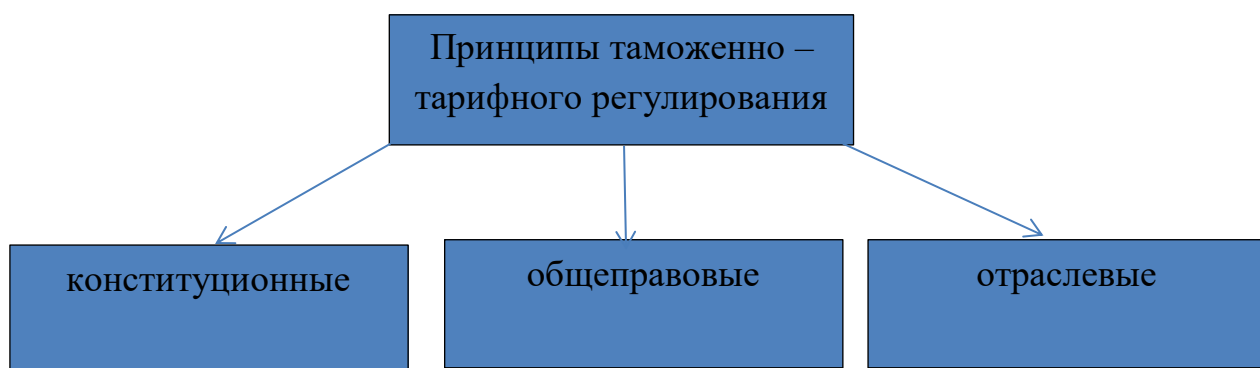 Принципы таможенно –
тарифного регулирования
конституционные
общеправовые
отраслевые